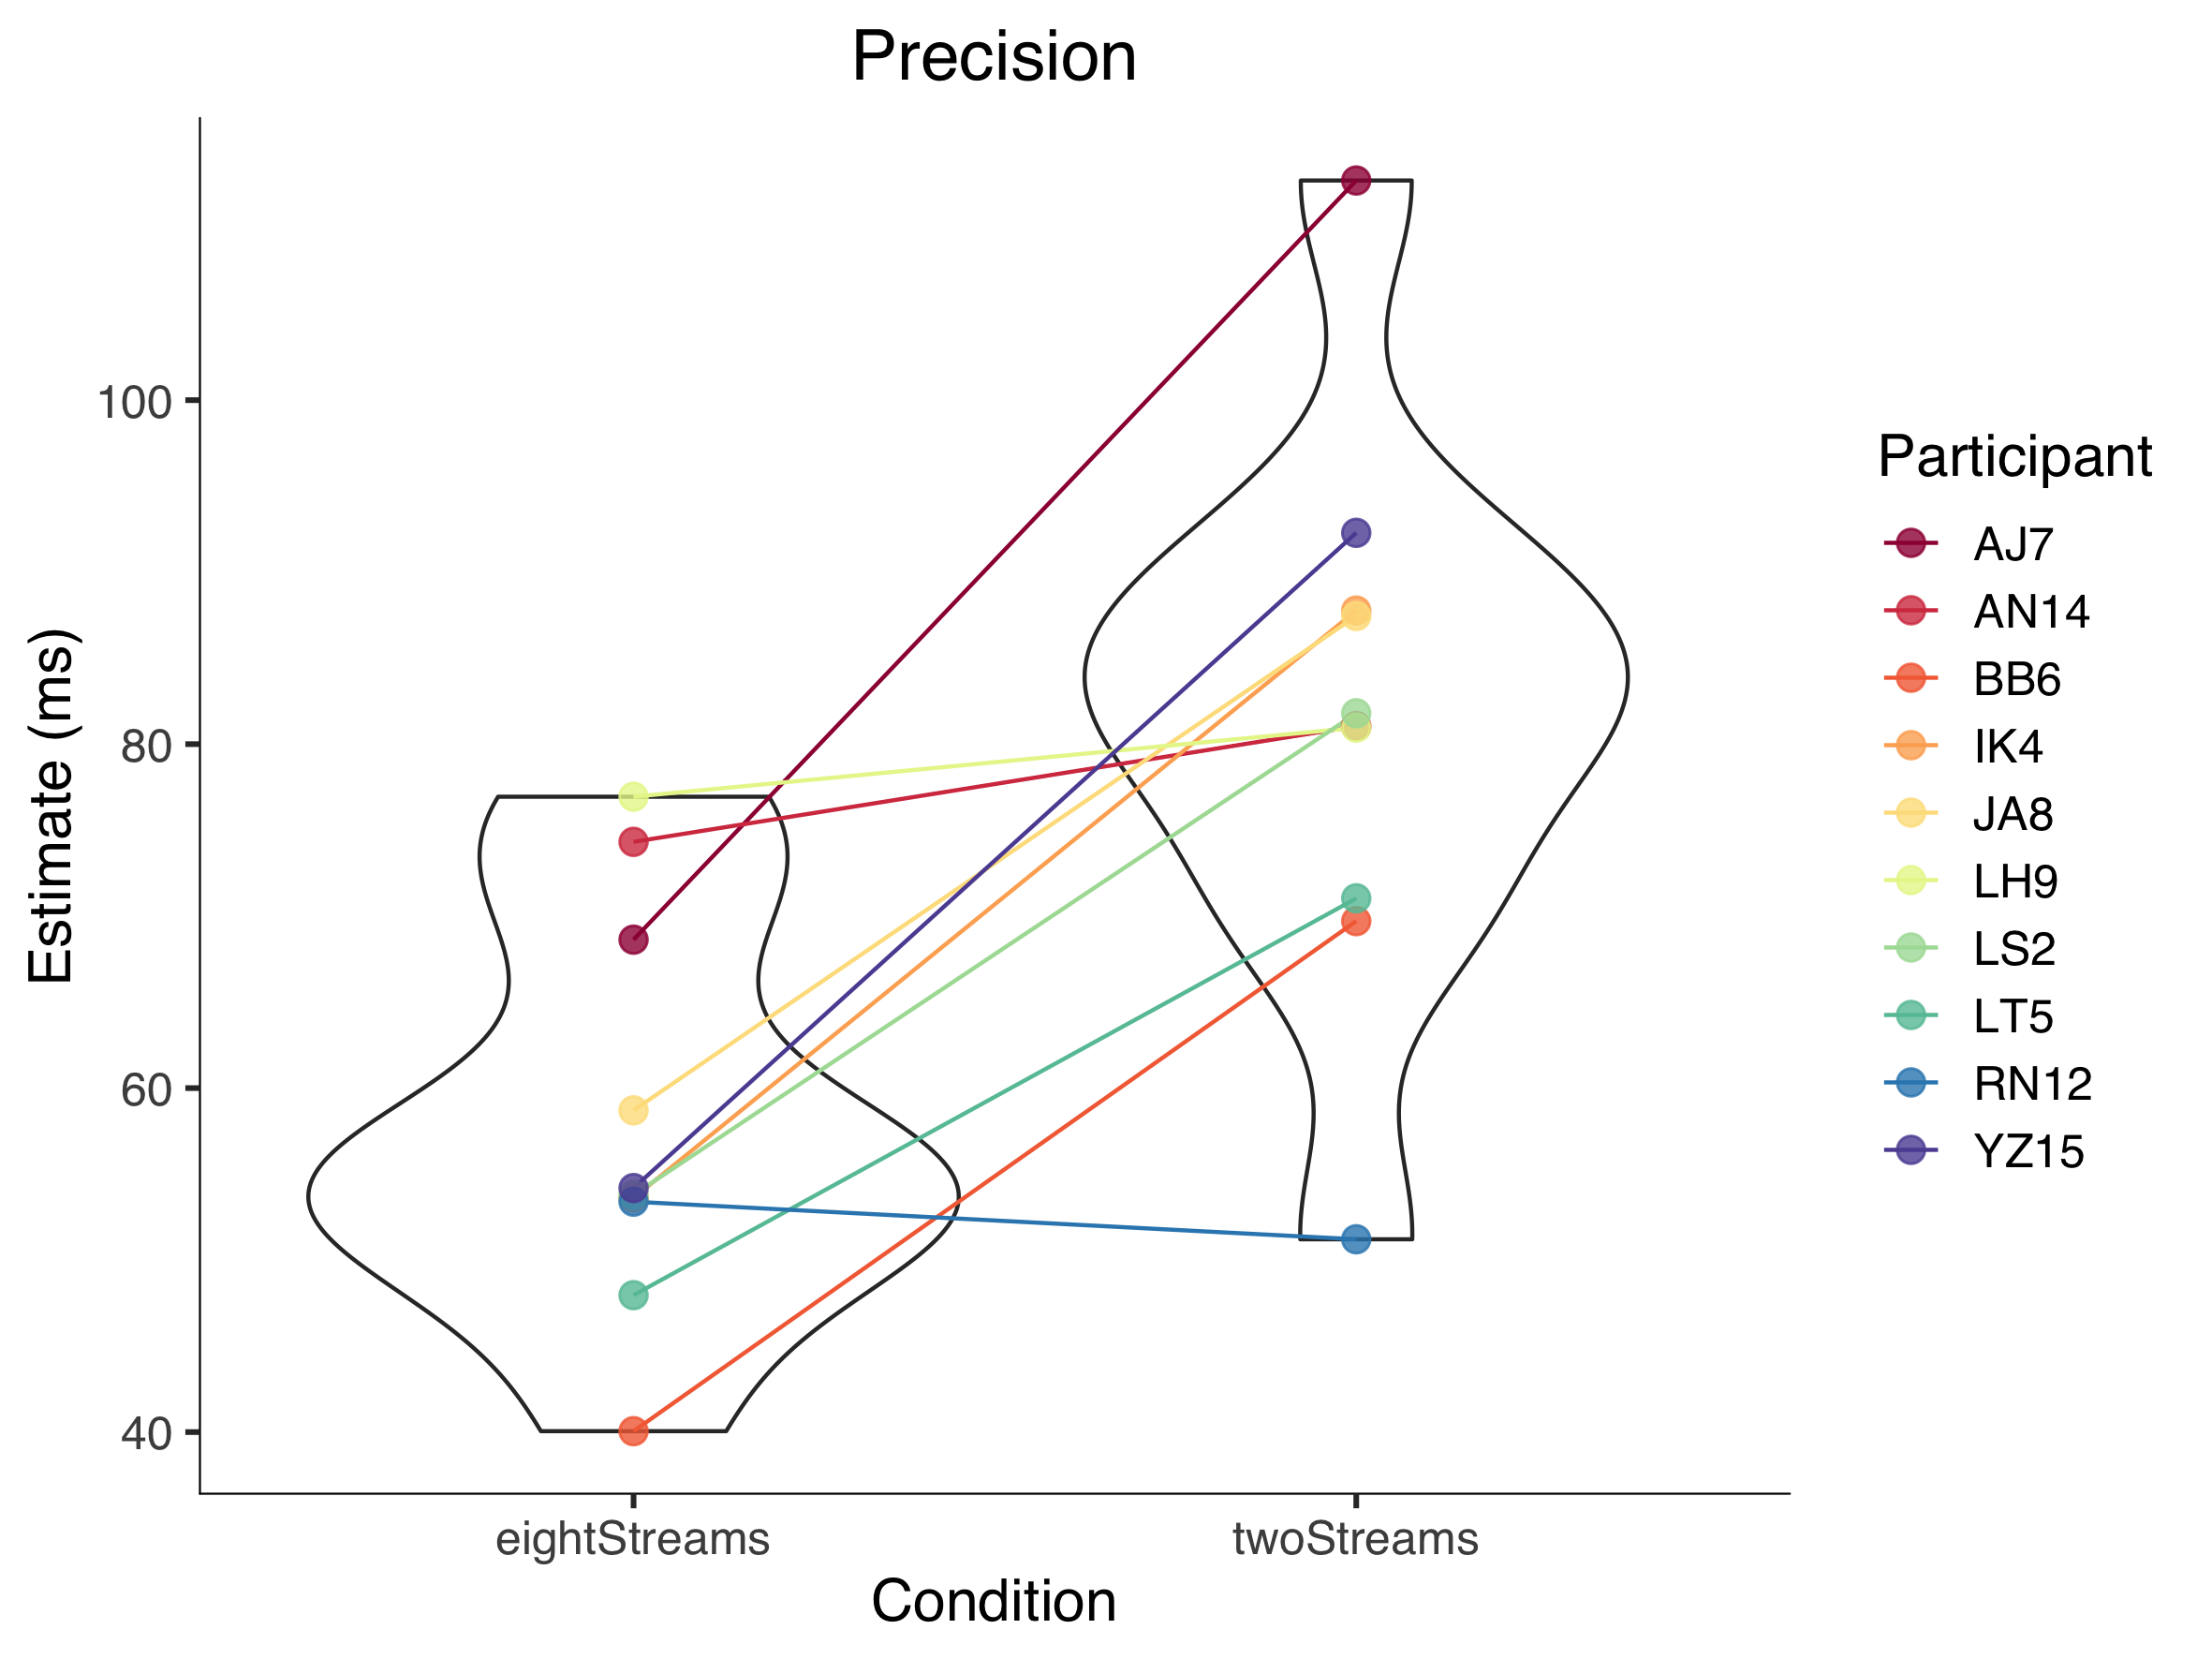 Precision
Estimate (ms)
100
80
60
40
eightStreams
twoStreams
Condition
Participant
AJ7
AN14
BB6
IK4
JA8
LH9
LS2
LT5
RN12
YZ15